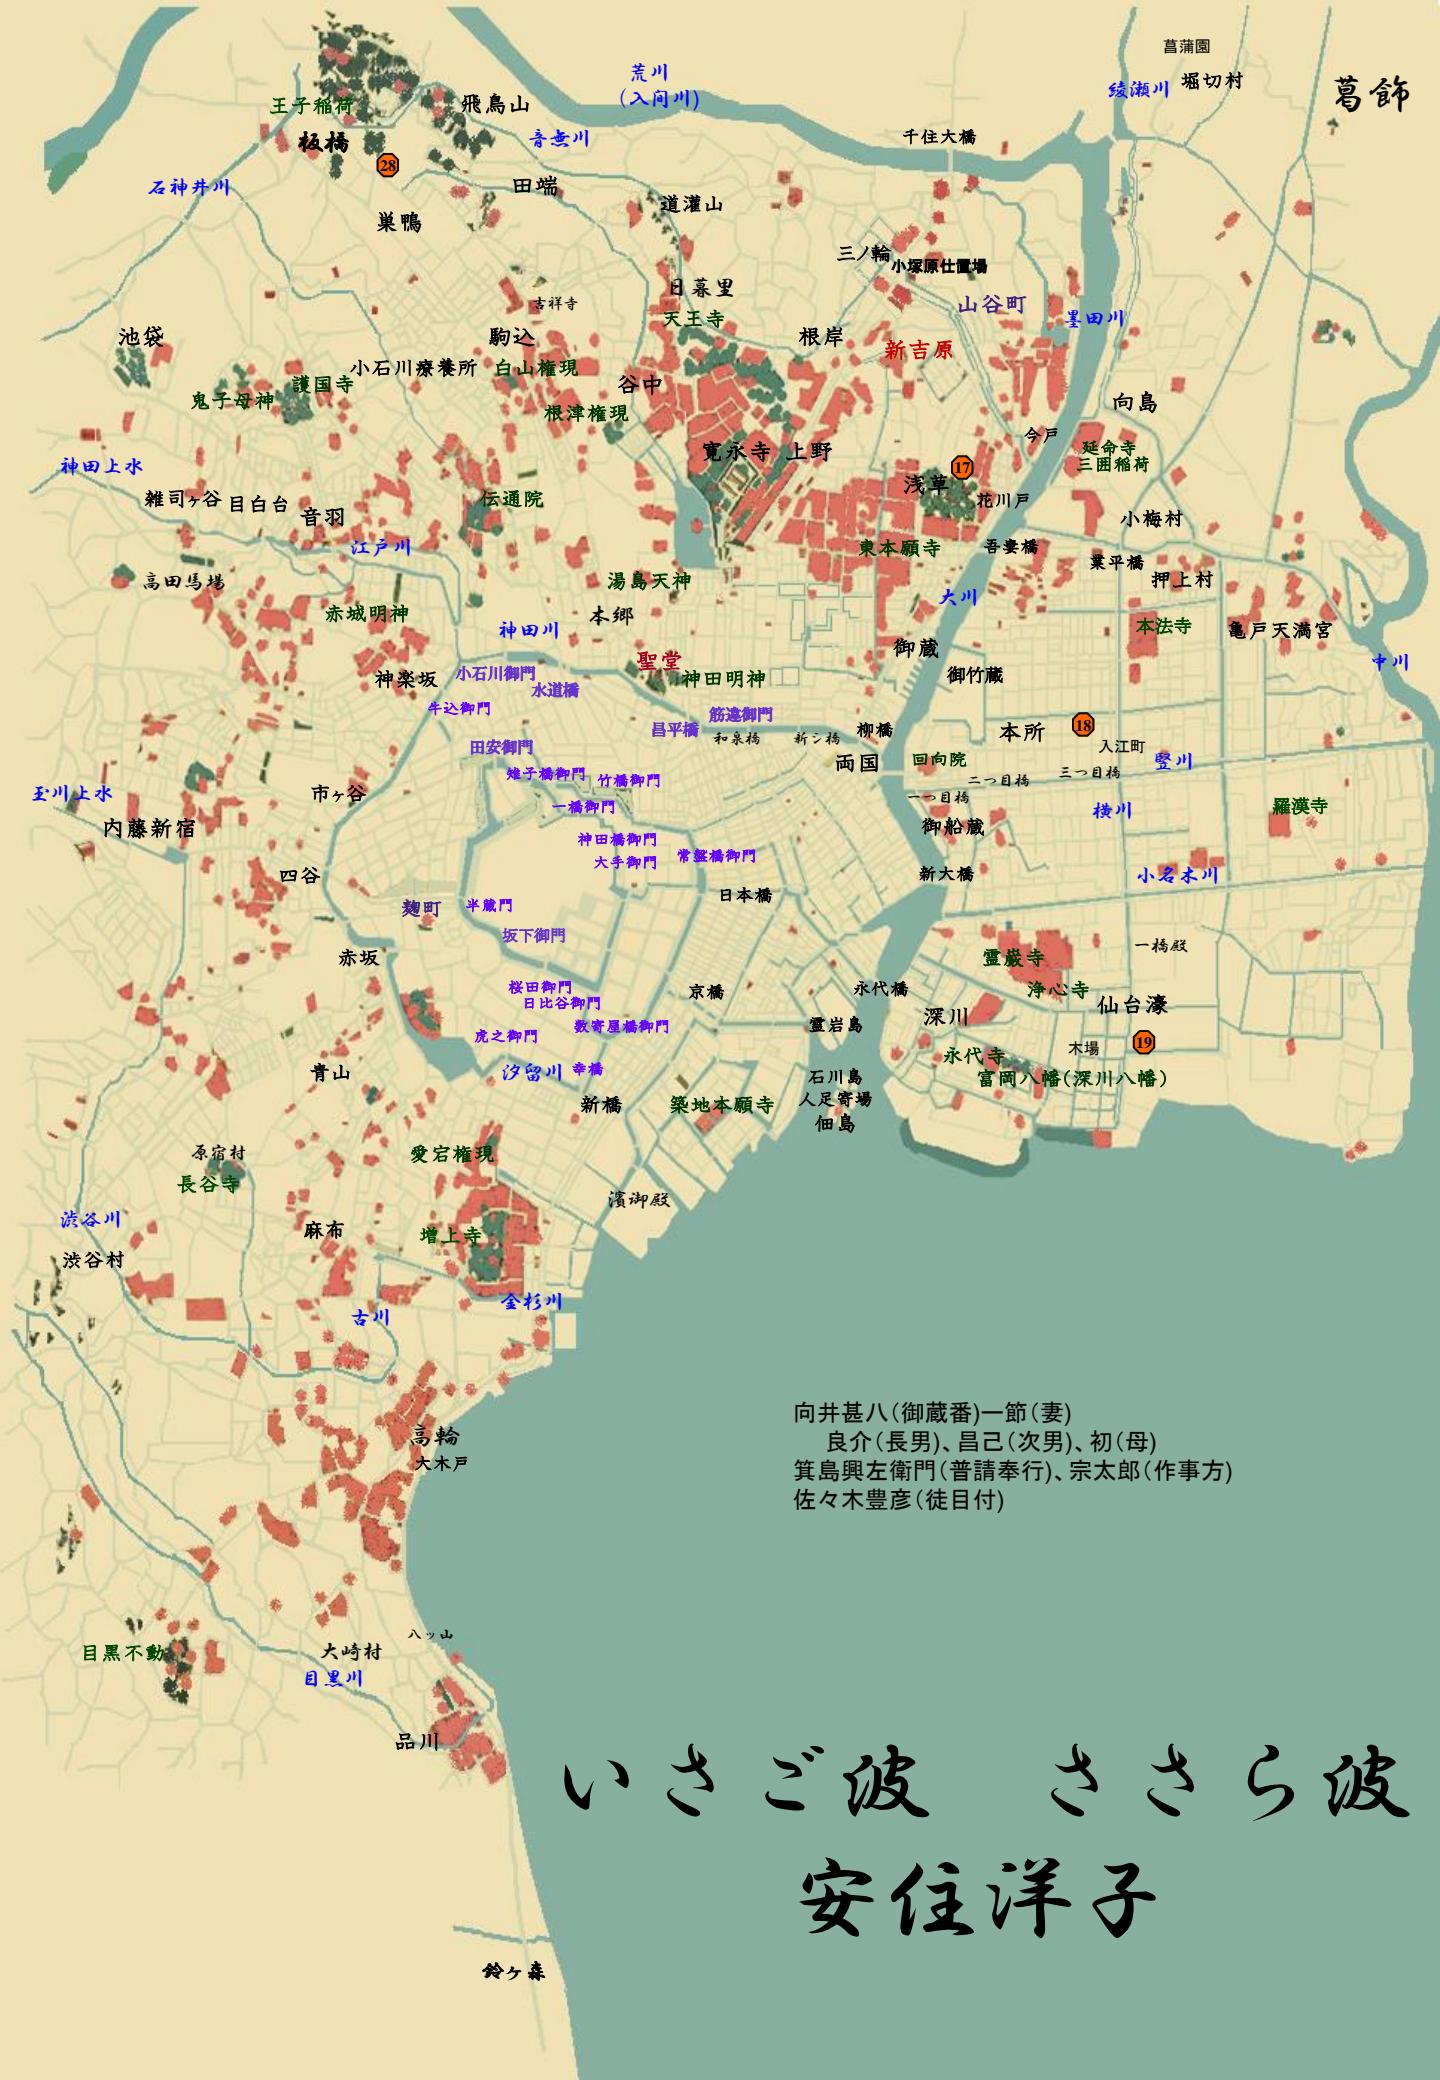 菖蒲園
荒川
(入间川)
綾瀬川
堀切村
葛飾
王子稲荷
飛鳥山
板橋
音無川
千住大橋
28
石神井川
田端
道灌山
巣鴨
三ノ輪
小塚原仕置場
日暮里
吉祥寺
山谷町
天王寺
墨田川
池袋
駒込
根岸
新吉原
小石川療養所
白山権現
護国寺
谷中
鬼子母神
根津権現
向島
今戸
延命寺
三囲稲荷
寛永寺
上野
神田上水
17
浅草
雑司ヶ谷
目白台
音羽
伝通院
花川戸
小梅村
江戸川
東本願寺
吾妻橋
業平橋
高田馬場
湯島天神
押上村
大川
赤城明神
本郷
神田川
本法寺
亀戸天満宮
御蔵
聖堂
中川
神楽坂
小石川御門
神田明神
御竹蔵
水道橋
牛込御門
筋違御門
昌平橋
和泉橋
新シ橋
柳橋
本所
18
入江町
田安御門
両国
回向院
竪川
雉子橋御門
竹橋御門
二つ目橋
三つ目橋
玉川上水
市ヶ谷
一橋御門
一つ目橋
横川
羅漢寺
内藤新宿
御船蔵
神田橋御門
大手御門
常盤橋御門
四谷
新大橋
小名木川
日本橋
麹町
半蔵門
坂下御門
一橋殿
赤坂
霊厳寺
桜田御門
京橋
永代橋
浄心寺
日比谷御門
仙台濠
虎之御門
数寄屋橋御門
霊岩島
深川
19
木場
永代寺
青山
汐留川
幸橋
石川島
富岡八幡(深川八幡)
新橋
築地本願寺
人足寄場
佃島
原宿村
愛宕権現
長谷寺
濱御殿
渋谷川
麻布
増上寺
渋谷村
金杉川
古川
向井甚八(御蔵番)一節(妻)
良介(長男)、昌己(次男)、初(母)
箕島興左衛門(普請奉行)、宗太郎(作事方)
佐々木豊彦(徒目付)
高輪
大木戸
八ッ山
目黒不動
大崎村
目黒川
品川
いさご波　ささら波
安住洋子
鈴ヶ森